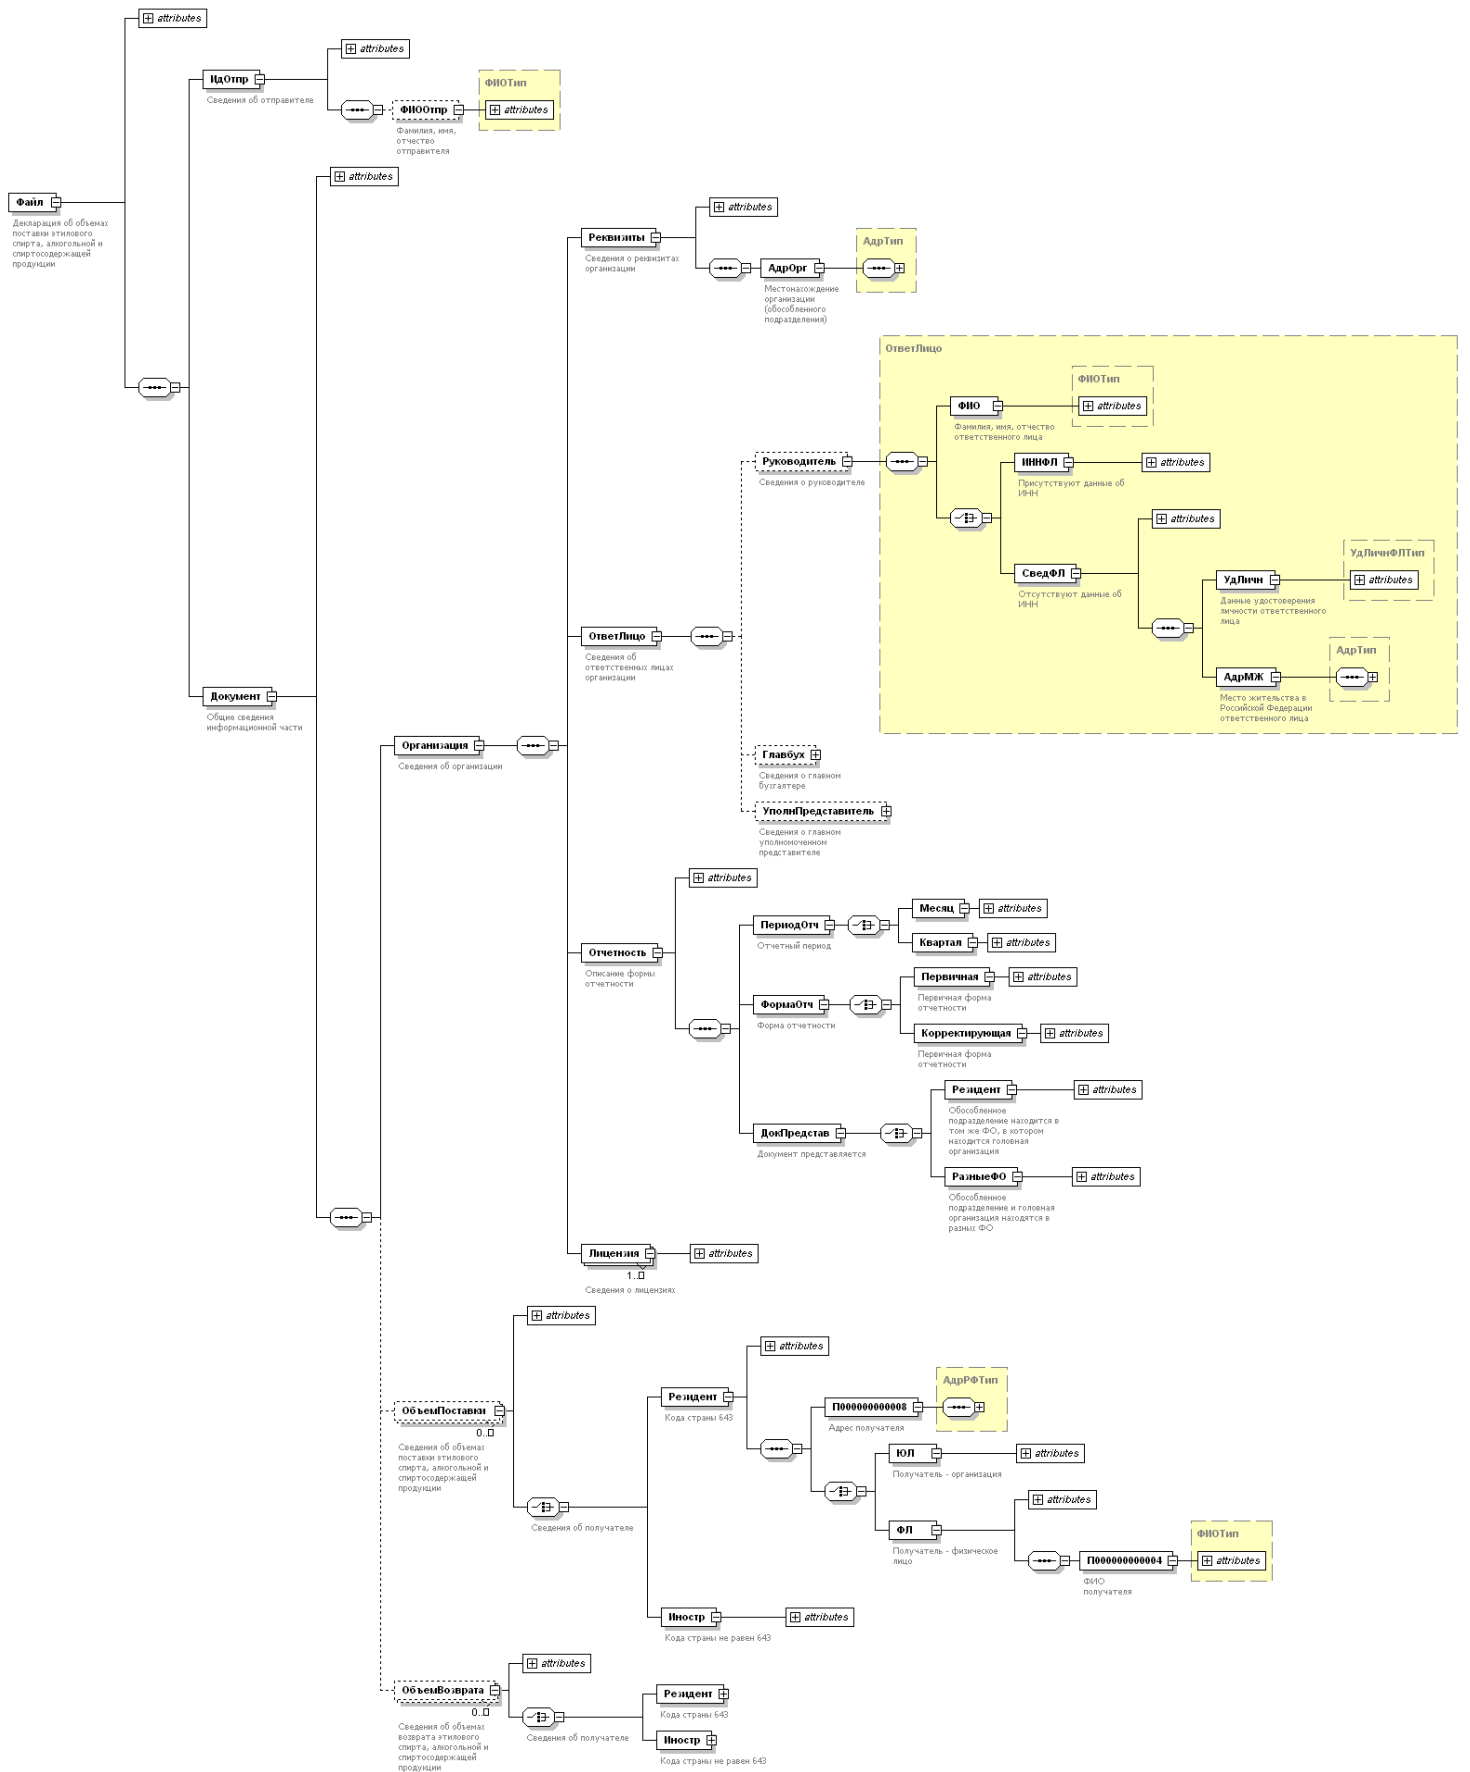 attributes
attributes
ИдОтпр
Сведения об отправителе
ФИОТип
ФИООтпр
attributes
Фамилия, имя,
отчество
отправителя
attributes
Файл
Декларация об объемах
поставки этилового
спирта, алкогольной и
спиртосодержащей
продукции
attributes
Реквизиты
Сведения о реквизитах
организации
АдрТип
АдрОрг
Местонахождение
организации
(обособленного
подразделения)
ОтветЛицо
ФИОТип
ФИО
attributes
Фамилия, имя, отчество
ответственного лица
Руководитель
Сведения о руководителе
ИННФЛ
attributes
Присутствуют данные об
ИНН
attributes
СведФЛ
Отсутствуют данные об
ИНН
УдЛичнФЛТип
УдЛичн
attributes
Данные удостоверения
личности ответственного
лица
АдрТип
АдрМЖ
Место жительства в
Российской Федерации
ответственного лица
ОтветЛицо
Сведения об
ответственных лицах
организации
Документ
Общие сведения
информационной части
Организация
Сведения об организации
Главбух
Сведения о главном
бухгалтере
УполнПредставитель
Сведения о главном
уполномоченном
представителе
attributes
Отчетность
Описание формы
отчетности
ПериодОтч
Отчетный период
Месяц
attributes
Квартал
attributes
ФормаОтч
Форма отчетности
Первичная
attributes
Первичная форма
отчетности
Корректирующая
attributes
Первичная форма
отчетности
ДокПредстав
Документ представляется
Резидент
attributes
Обособленное
подразделение находится в
том же ФО, в котором
находится головная
организация
РазныеФО
attributes
Обособленное
подразделение и головная
организация находятся в
разных ФО
Лицензия
attributes
1..
Сведения о лицензиях
attributes
ОбъемПоставки
0..
Сведения об объемах
поставки этилового
спирта, алкогольной и
спиртосодержащей
продукции
Сведения об получателе
attributes
Резидент
Кода страны 643
АдрРФТип
П000000000008
Адрес получателя
ЮЛ
attributes
Получатель - организация
attributes
ФЛ
Получатель - физическое
лицо
ФИОТип
П000000000004
attributes
ФИО
получателя
Иностр
attributes
Кода страны не равен 643
attributes
ОбъемВозврата
0..
Сведения об объемах
возврата этилового
спирта, алкогольной и
спиртосодержащей
продукции
Сведения об получателе
Резидент
Кода страны 643
Иностр
Кода страны не равен 643